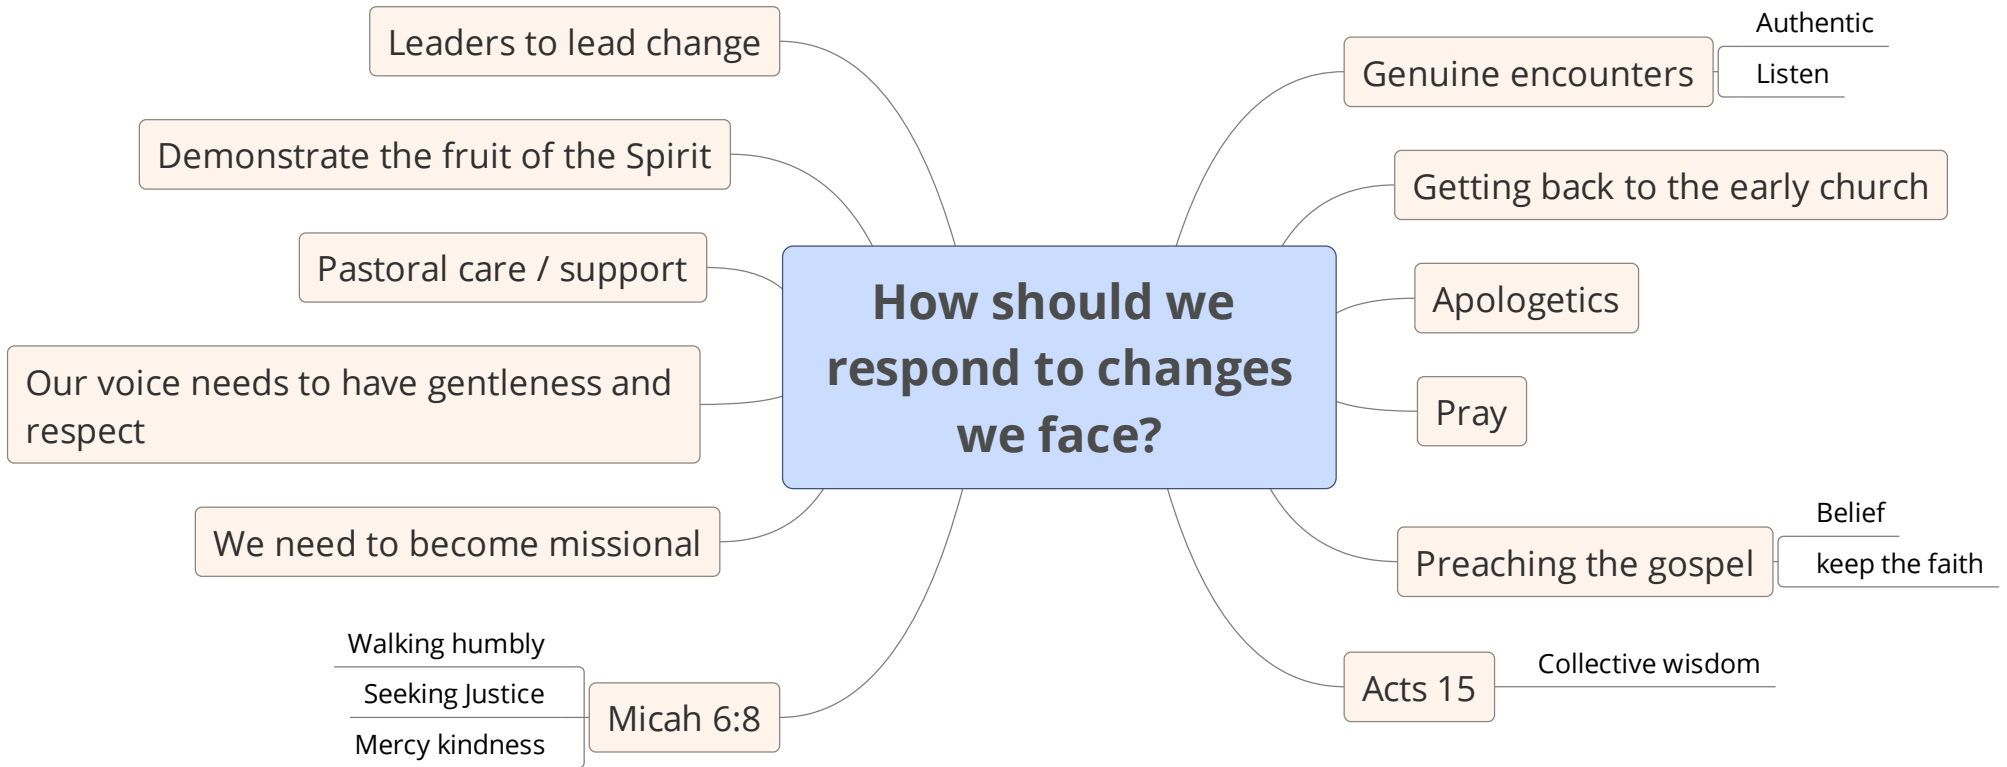 How should we
respond to changes
we face?
Genuine encounters
Authentic
Listen
Getting back to the early church
Apologetics
Pray
Preaching the gospel
Belief
keep the faith
Acts 15
Collective wisdom
Leaders to lead change
Demonstrate the fruit of the Spirit
Pastoral care / support
Our voice needs to have gentleness and
respect
We need to become missional
Micah 6:8
Walking humbly
Seeking Justice
Mercy kindness